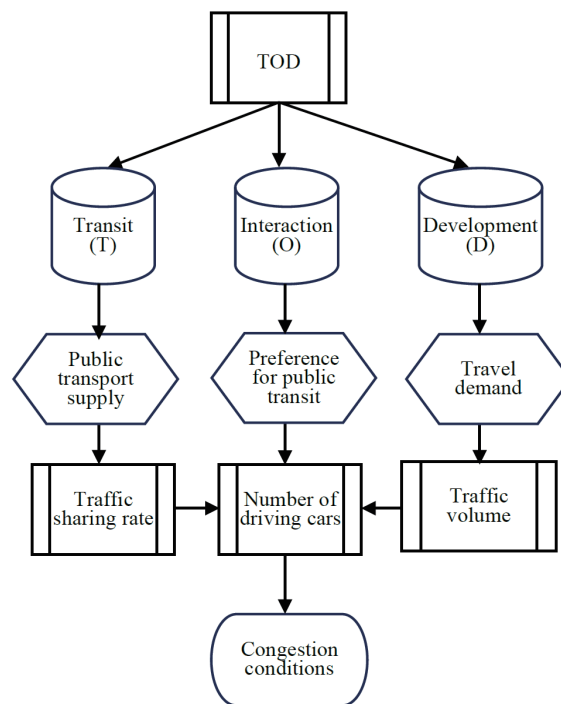 TOD
Transit
(T)
Interaction
(O)
Development
(D)
Public
transport
supply
Preference
for public
transit
Travel
demand
Traffic
sharing rate
Number of
driving cars
Traffic
volume
Congestion
conditions